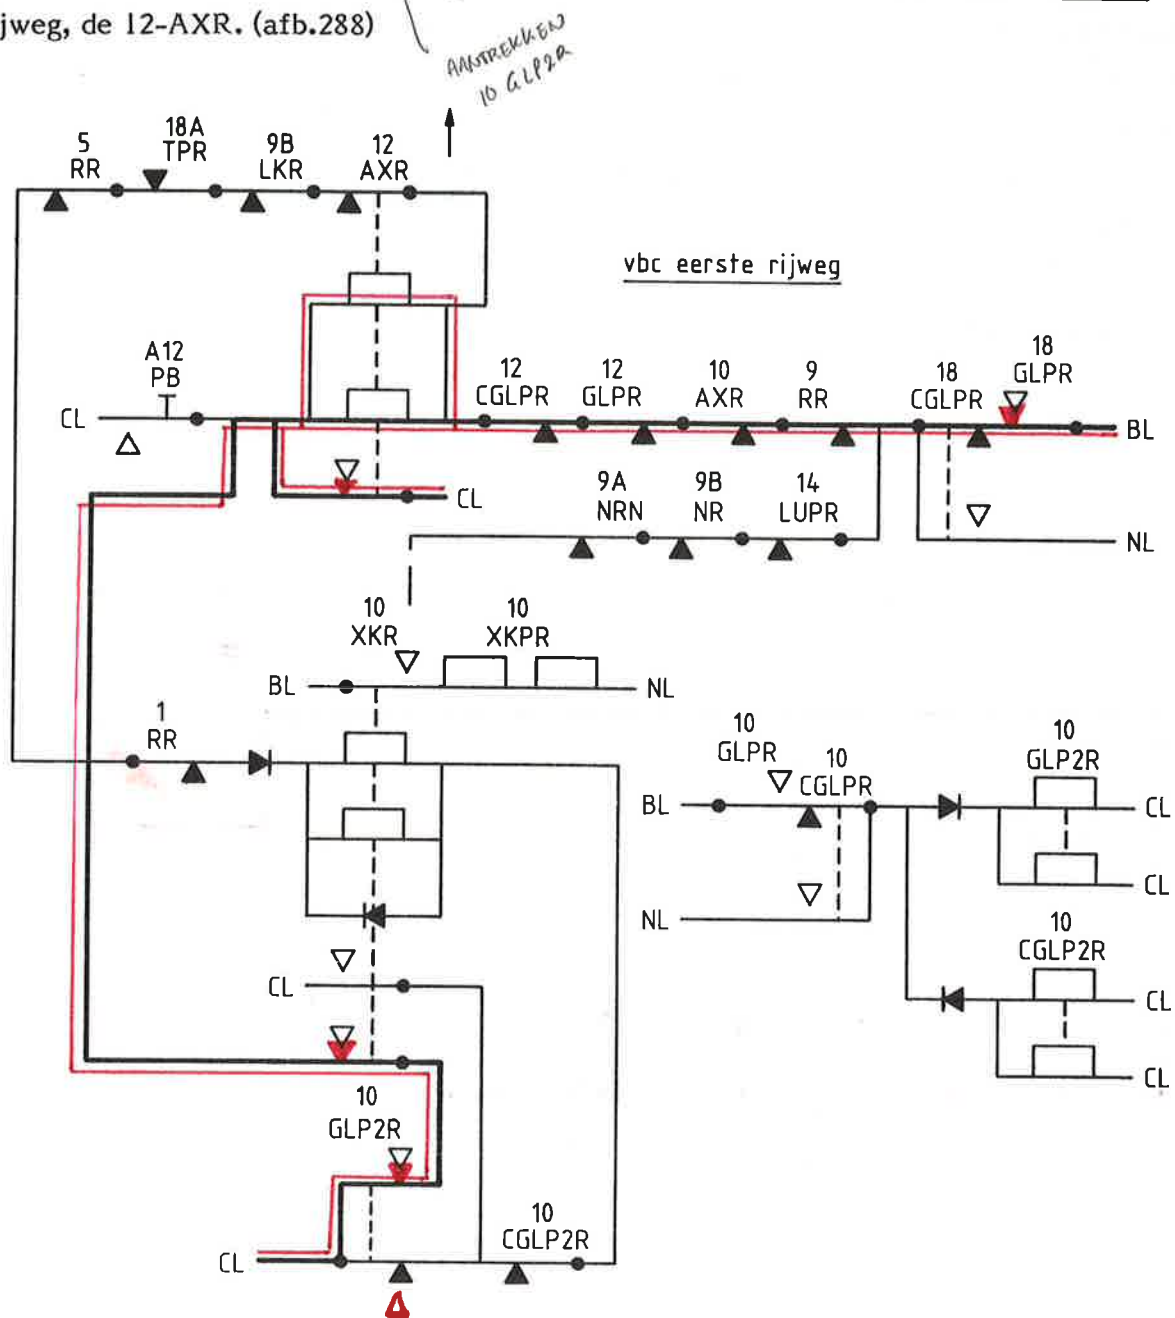 jweg, de 12-AXR. (afb.288)
AANTREKKEN
10 GLP2R
5
RR
18A
TPR
9B
LKR
12
AXR
vbc eerste rijweg
A12
PB
CL
12
CGLPR
12
GLPR
10
AXR
9
RR
18
CGLPR
18
GLPR
BL
CL
9A
NRN
9B
NR
14
LUPR
NL
10
XKR
10
XKPR
BL
NL
1
RR
10
GLPR
10
CGLPR
10
GLP2R
BL
CL
CL
NL
10
CGLP2R
CL
CL
CL
10
GLP2R
10
CGLP2R
CL